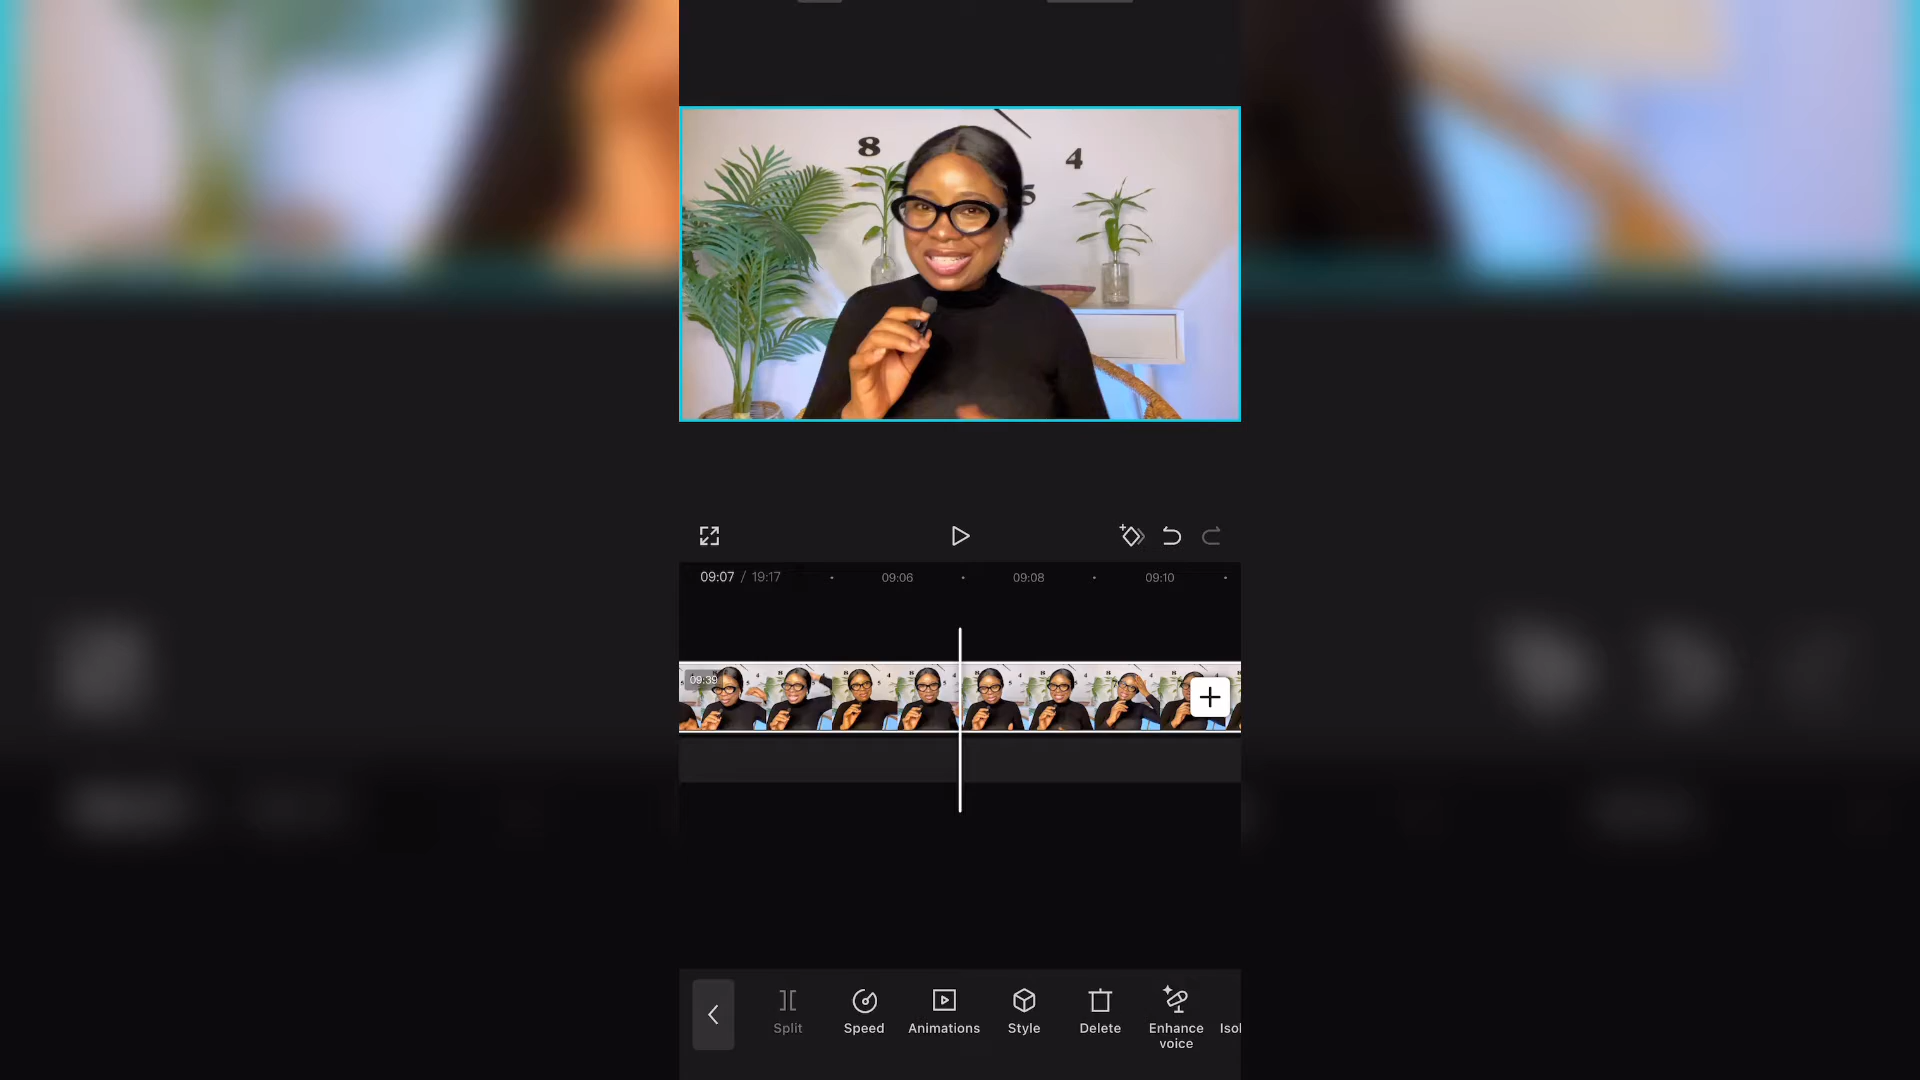 8
4
5
09:07 / 19:17
09:06
09:08
09:10
09:39
Split
Speed
Animations
Style
Delete
Enhance
voice
Isol